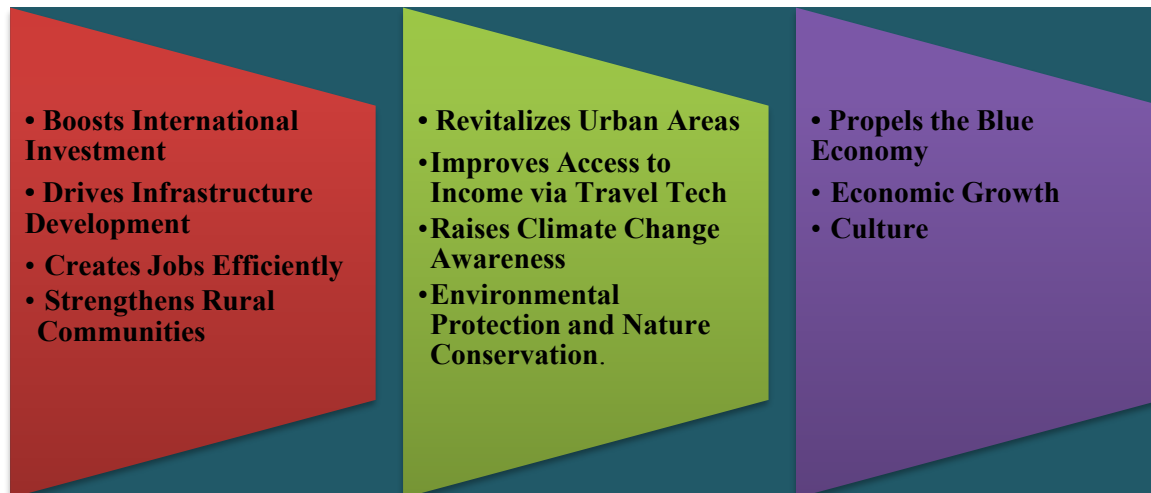 • Boosts International
Investment
• Drives Infrastructure
Development
• Creates Jobs Efficiently
• Strengthens Rural
Communities
• Revitalizes Urban Areas
•Improves Access to
Income via Travel Tech
•Raises Climate Change
Awareness
•Environmental
Protection and Nature
Conservation.
• Propels the Blue
Economy
• Economic Growth
• Culture